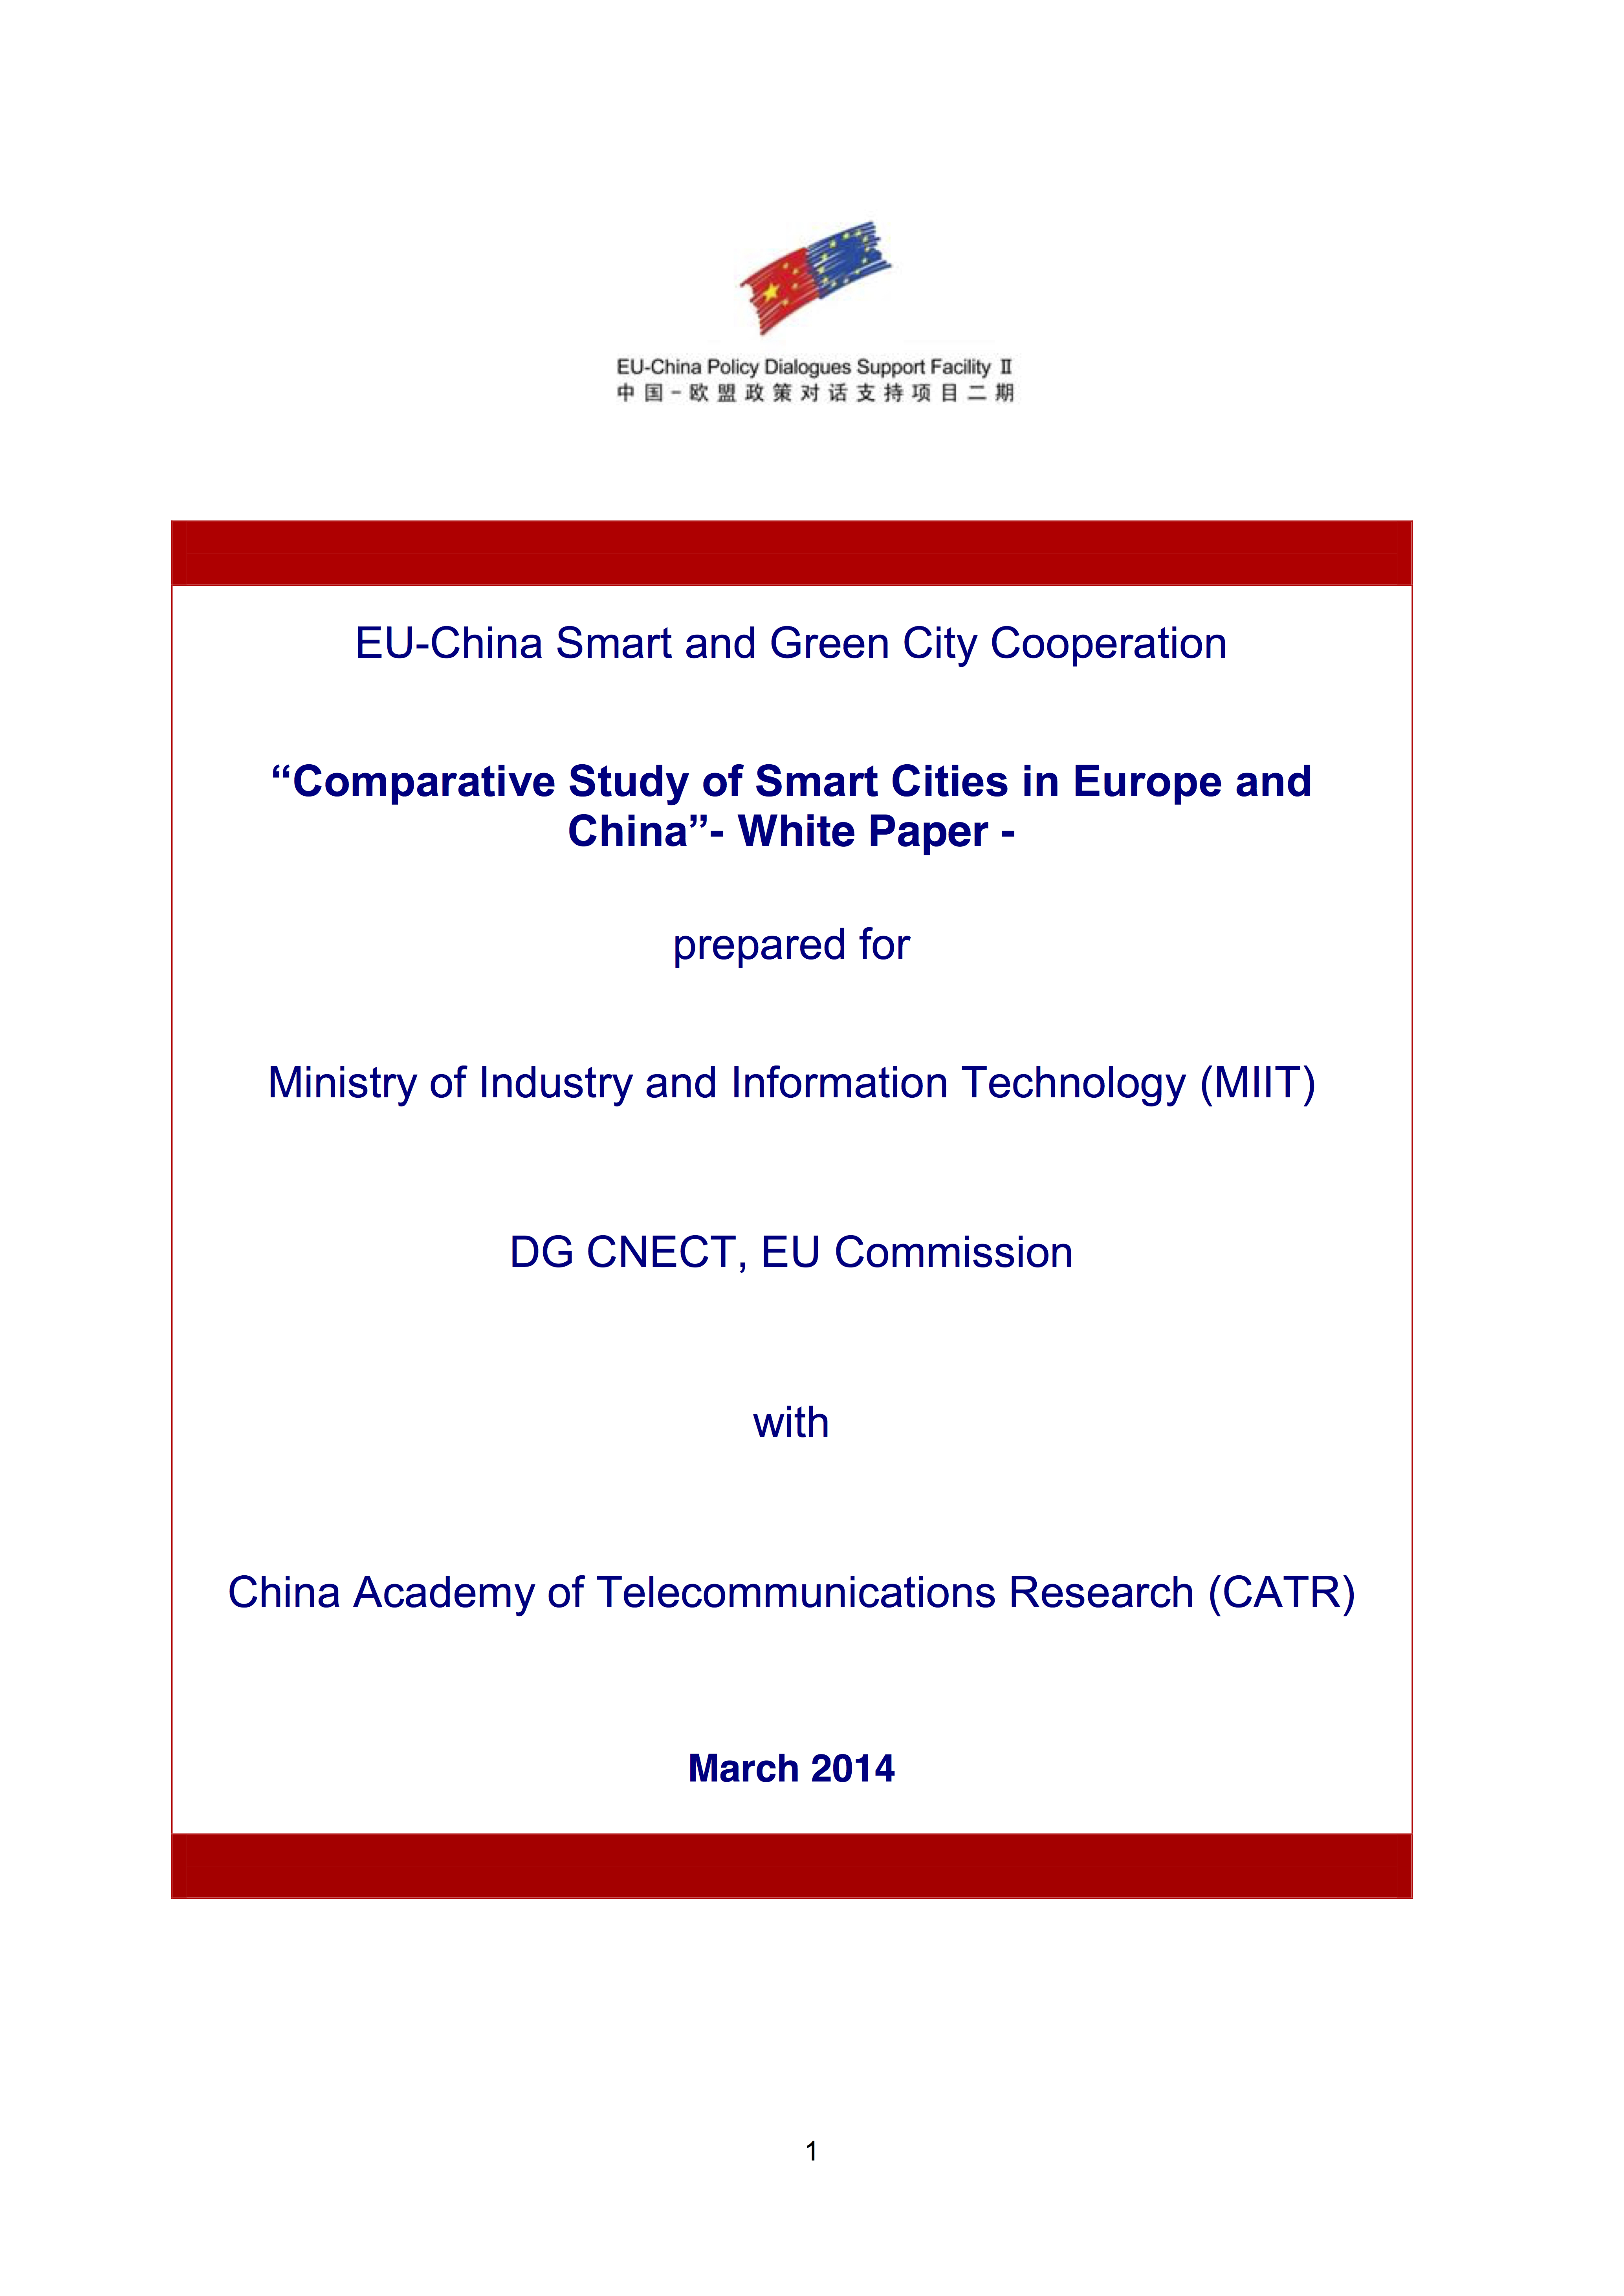 EU-China Policy Dialogues Support Facility Ⅱ
中国-欧盟政策对话支持项目二期
EU-China Smart and Green City Cooperation
“Comparative Study of Smart Cities in Europe and
China”- White Paper -
prepared for
Ministry of Industry and Information Technology (MIIT)
DG CNECT, EU Commission
with
China Academy of Telecommunications Research (CATR)
March 2014
1